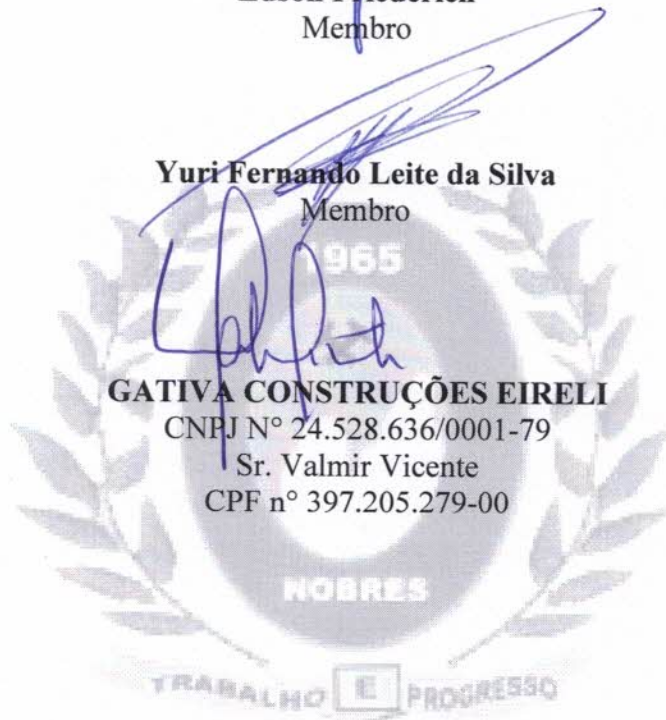 Membro
Yuri Fernando Leite da Silva
Membro
1965
GATIVA CONSTRUÇÕES EIRELI
CNPJ N° 24.528.636/0001-79
Sr. Valmir Vicente
CPF n° 397.205.279-00
NOBRES
TRABALHO E PROGRESSO